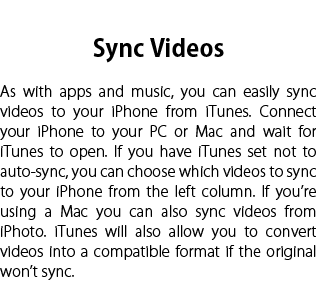 Sync Videos
As with apps and music, you can easily sync
videos to your iPhone from iTunes. Connect
your iPhone to your PC or Mac and wait for
iTunes to open. If you have iTunes set not to
auto-sync, you can choose which videos to sync
to your iPhone from the left column. If you're
using a Mac you can also sync videos from
iPhoto. iTunes will also allow you to convert
videos into a compatible format if the original
won't sync.